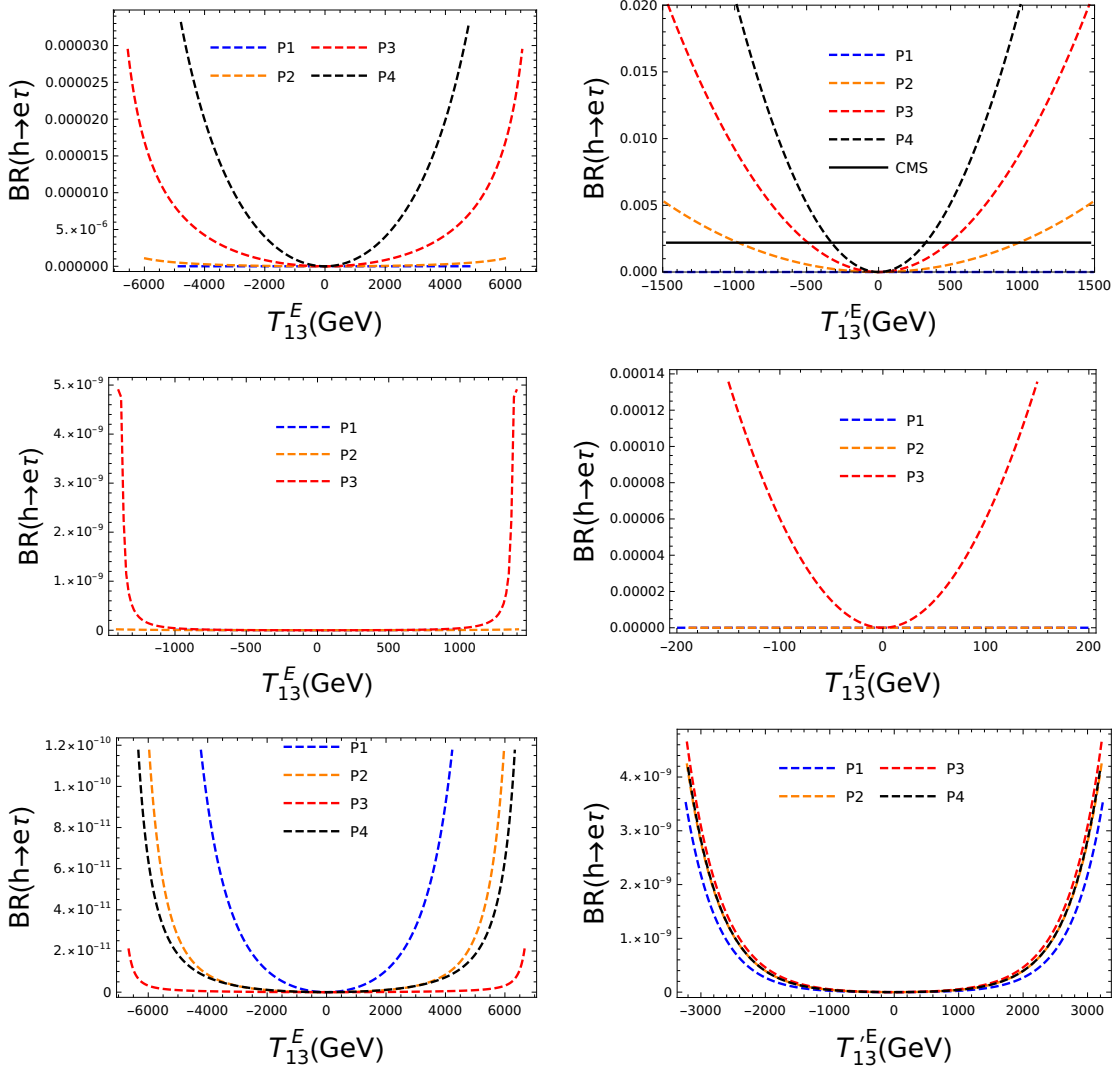 BR(h→eτ)
0.000030
0.000025
0.000020
0.000015
0.000010
5.×10⁻⁶
0.000000
P1 P3
P2 P4
−6000 −4000 −2000 0 2000 4000 6000
T₁₃ᴱ(GeV)
BR(h→eτ)
0.020
0.015
0.010
0.005
0.000
P1
P2
P3
P4
CMS
−1500 −1000 −500 0 500 1000 1500
T₁₃′ᴱ(GeV)
BR(h→eτ)
5.×10⁻⁹
4.×10⁻⁹
3.×10⁻⁹
2.×10⁻⁹
1.×10⁻⁹
0
P1
P2
P3
−1000 −500 0 500 1000
T₁₃ᴱ(GeV)
BR(h→eτ)
0.00014
0.00012
0.00010
0.00008
0.00006
0.00004
0.00002
0.00000
P1
P2
P3
−200 −100 0 100 200
T₁₃′ᴱ(GeV)
BR(h→eτ)
1.2×10⁻¹⁰
1.×10⁻¹⁰
8.×10⁻¹¹
6.×10⁻¹¹
4.×10⁻¹¹
2.×10⁻¹¹
0
P1
P2
P3
P4
−6000 −4000 −2000 0 2000 4000 6000
T₁₃ᴱ(GeV)
BR(h→eτ)
4.×10⁻⁹
3.×10⁻⁹
2.×10⁻⁹
1.×10⁻⁹
0
P1 P3
P2 P4
−3000 −2000 −1000 0 1000 2000 3000
T₁₃′ᴱ(GeV)